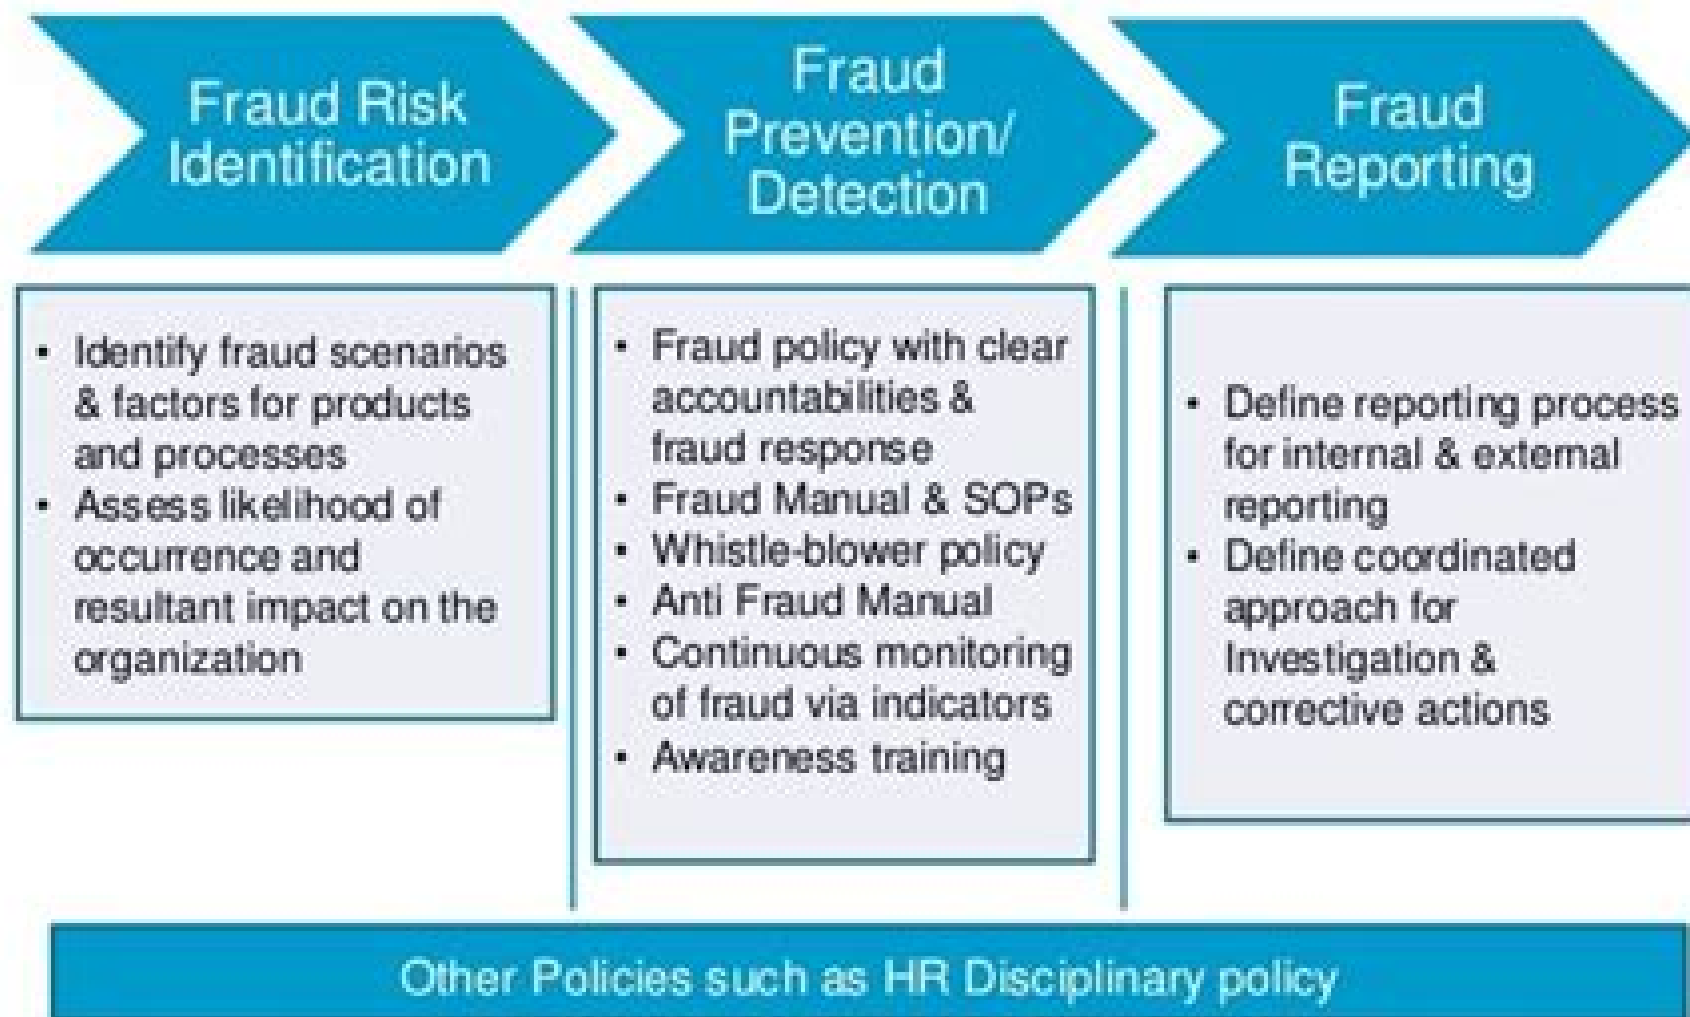 Fraud Risk
Identification
Fraud
Prevention/
Detection
Fraud
Reporting
• Identify fraud scenarios
& factors for products
and processes
• Assess likelihood of
occurrence and
resultant impact on the
organization
• Fraud policy with clear
accountabilities &
fraud response
• Fraud Manual & SOPs
• Whistle-blower policy
• Anti Fraud Manual
• Continuous monitoring
of fraud via indicators
• Awareness training
• Define reporting process
for internal & external
reporting
• Define coordinated
approach for
Investigation &
corrective actions
Other Policies such as HR Disciplinary policy